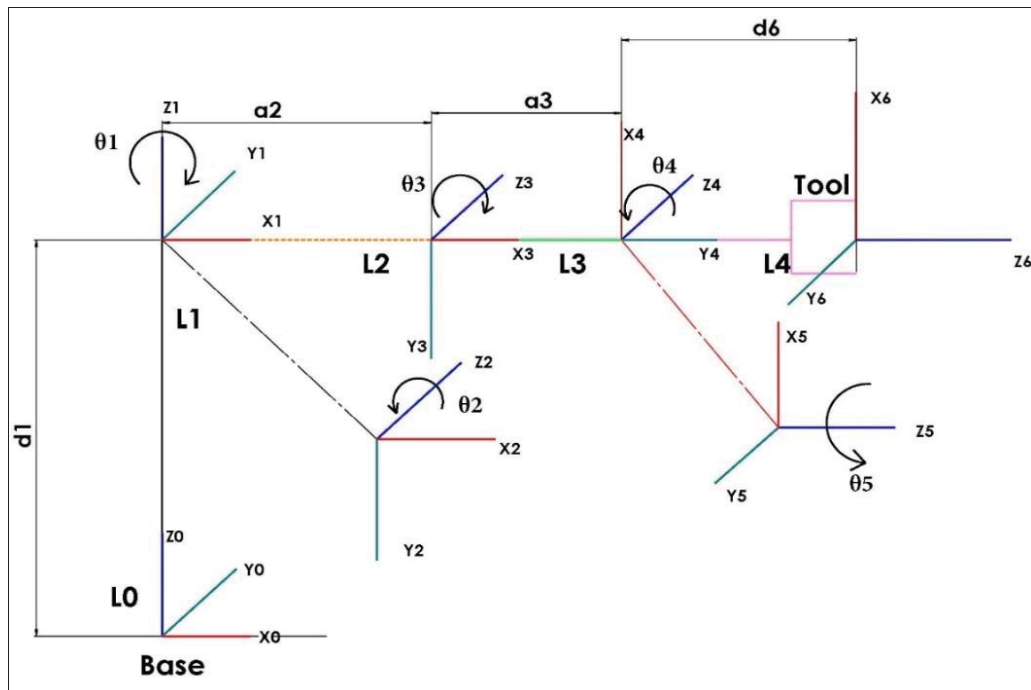 d6
a3
a2
Z1
θ1
Y1
X1
L1
θ3
Z3
L2
X3
Y3
X4
θ4
Z4
L3
Y4
Tool
X6
L4
Z6
Y6
Z2
θ2
X2
Y2
X5
Z5
Y5
θ5
d1
Z0
Y0
L0
X0
Base